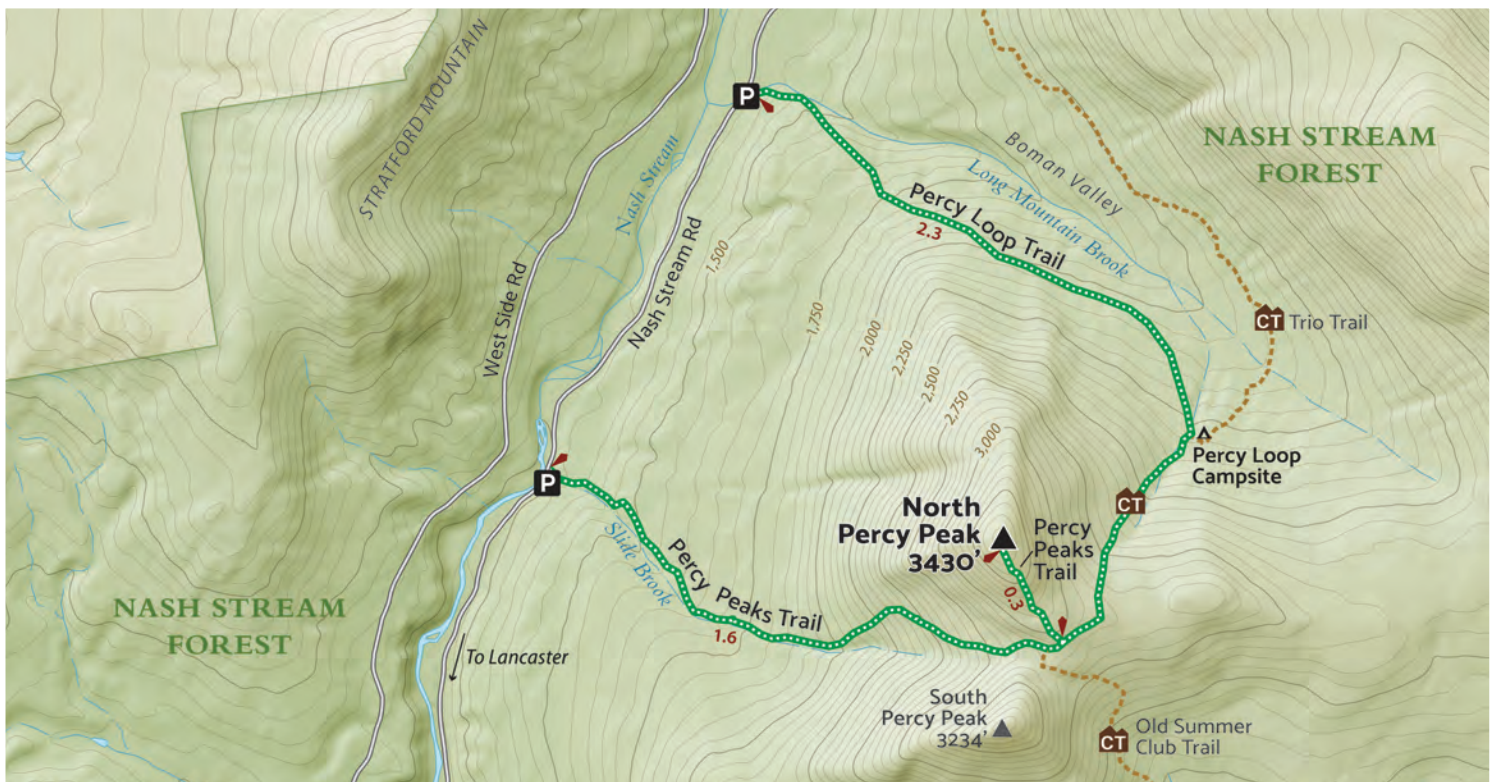 STRATFORD MOUNTAIN
P
Nash Stream
West Side Rd
Nash Stream Rd
1,500
1,750
2,000
2,250
2,500
2,750
3,000
Percy Loop Trail
2.3
Long Mountain Brook
Boman Valley
NASH STREAM
FOREST
CT
Trio Trail
Percy Loop
Campsite
CT
North
Percy Peak
3430'
Percy
Peaks
Trail
0.3
P
Slide Brook
Percy Peaks Trail
1.6
NASH STREAM
FOREST
To Lancaster
South
Percy Peak
3234'
CT
Old Summer
Club Trail